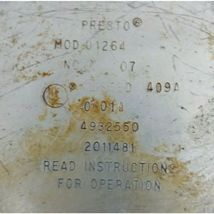 PRESTO®
MOD 01264
07
409A
4932550
2011481
READ INSTRUCTIONS
FOR OPERATION